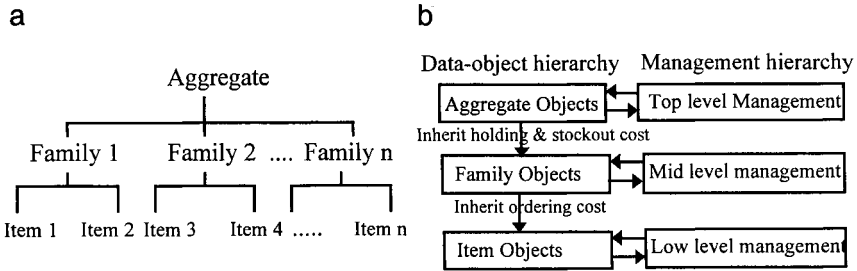 a
Aggregate
Family 1 Family 2 .... Family n
Item 1 Item 2 Item 3 Item 4 ..... Item n
b
Data-object hierarchy Management hierarchy
Aggregate Objects Top level Management
Inherit holding & stockout cost
Family Objects Mid level management
Inherit ordering cost
Item Objects Low level management